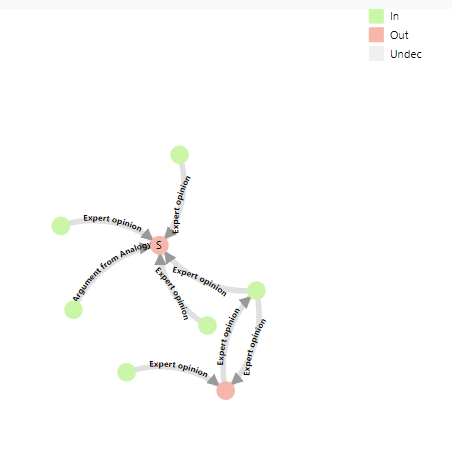 In
Out
Undec
Expert opinion
Expert opinion
S
Argument from Analogy
Expert opinion
Expert opinion
Expert opinion
Expert opinion
Expert opinion